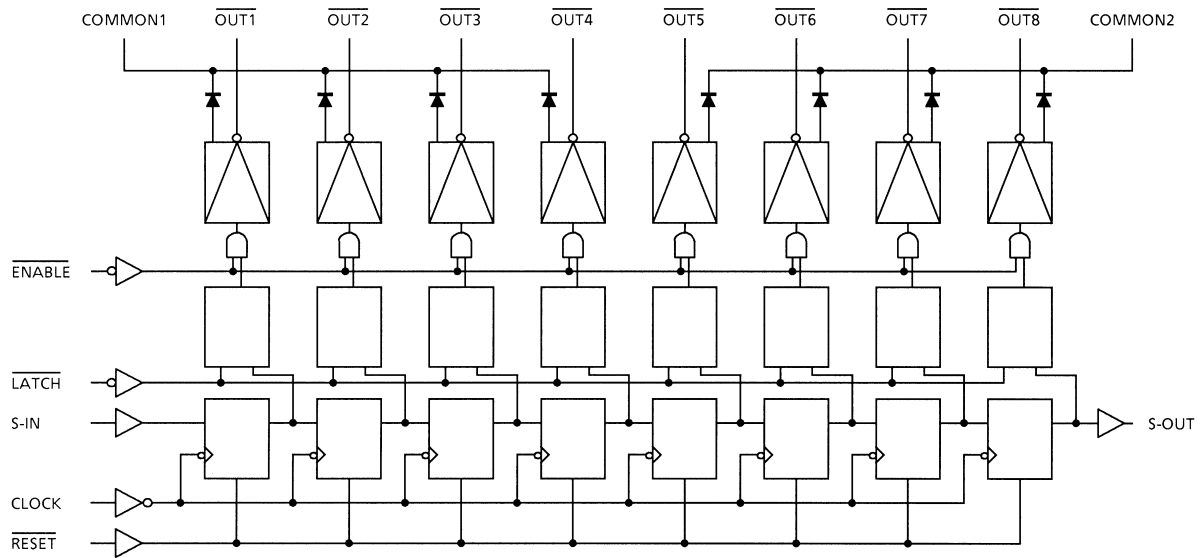 COMMON1 OUT1 OUT2 OUT3 OUT4 OUT5 OUT6 OUT7 OUT8 COMMON2
ENABLE
LATCH
S-IN S-OUT
CLOCK
RESET